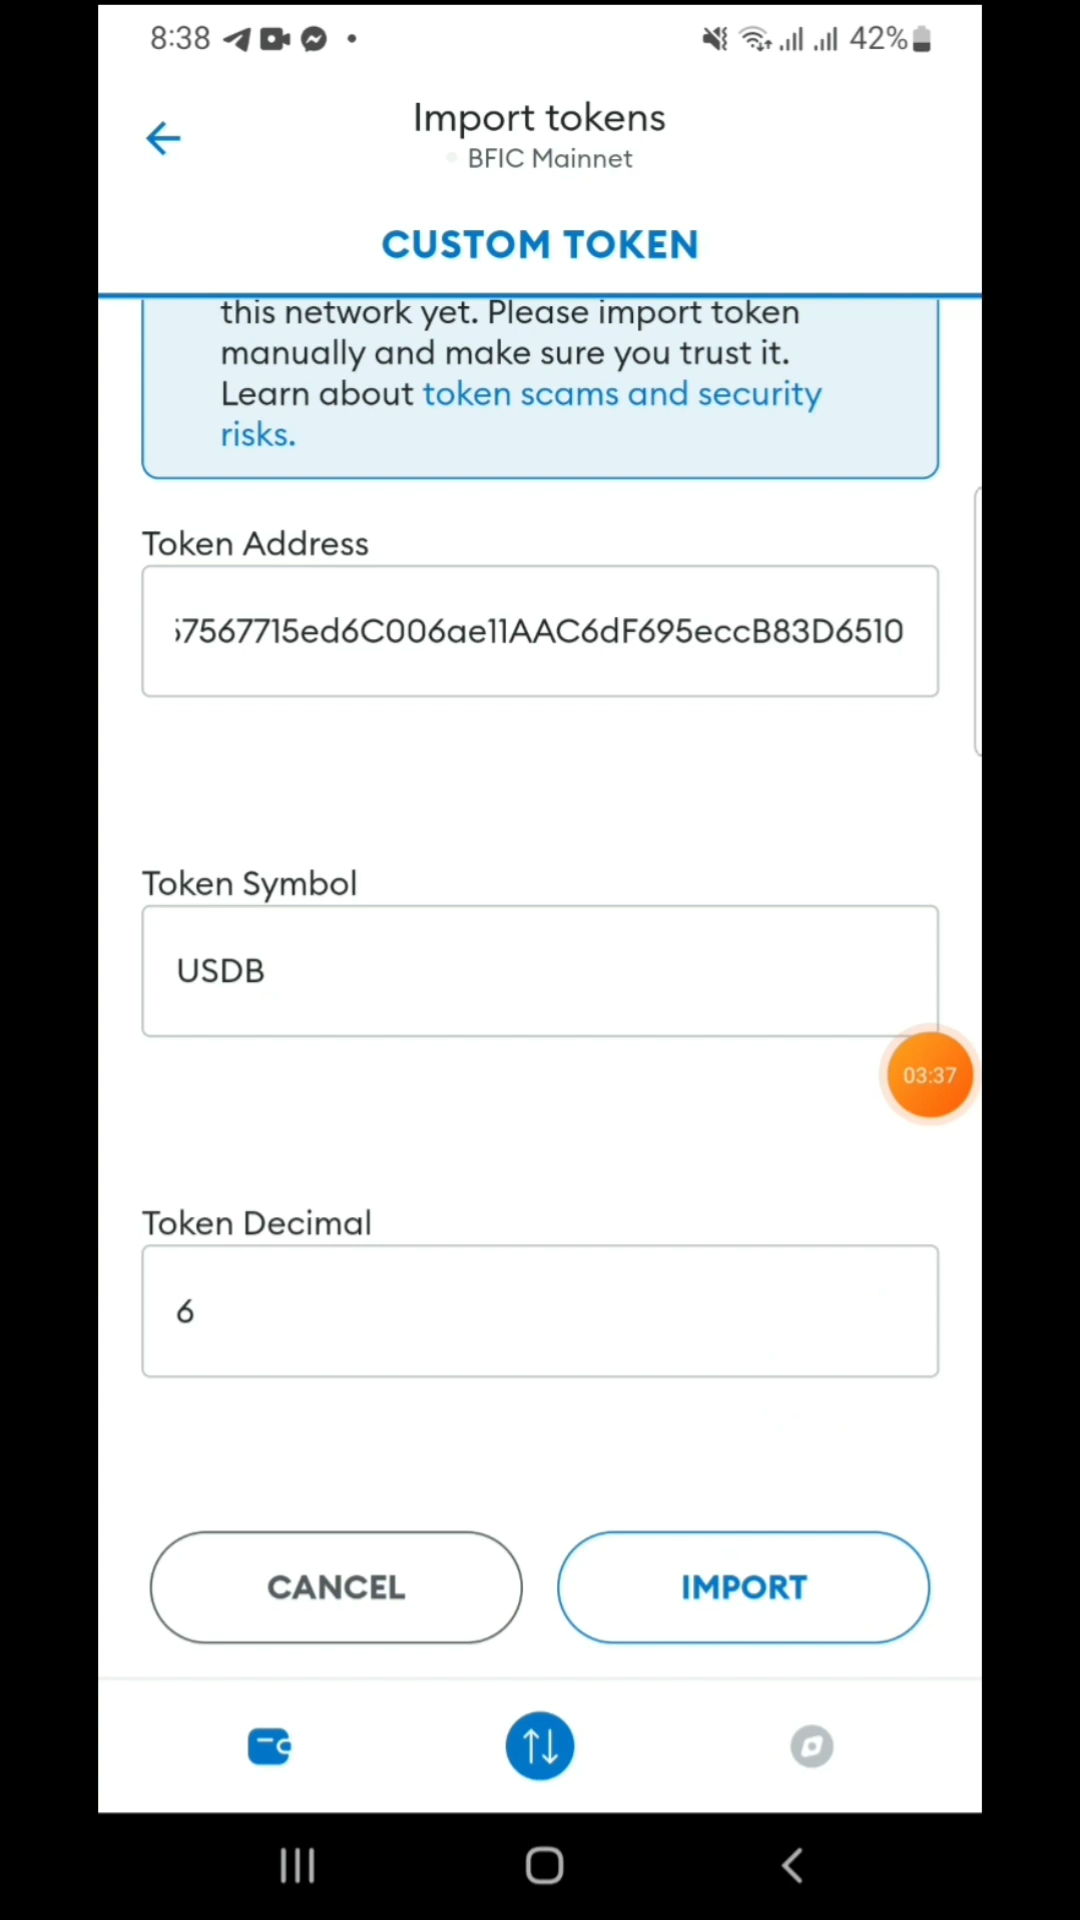 8:38
42%
Import tokens
BFIC Mainnet
CUSTOM TOKEN
this network yet. Please import token
manually and make sure you trust it.
Learn about token scams and security
risks.
Token Address
7567715ed6C006ae11AAC6dF695eccB83D6510
Token Symbol
USDB
03:37
Token Decimal
6
CANCEL
IMPORT